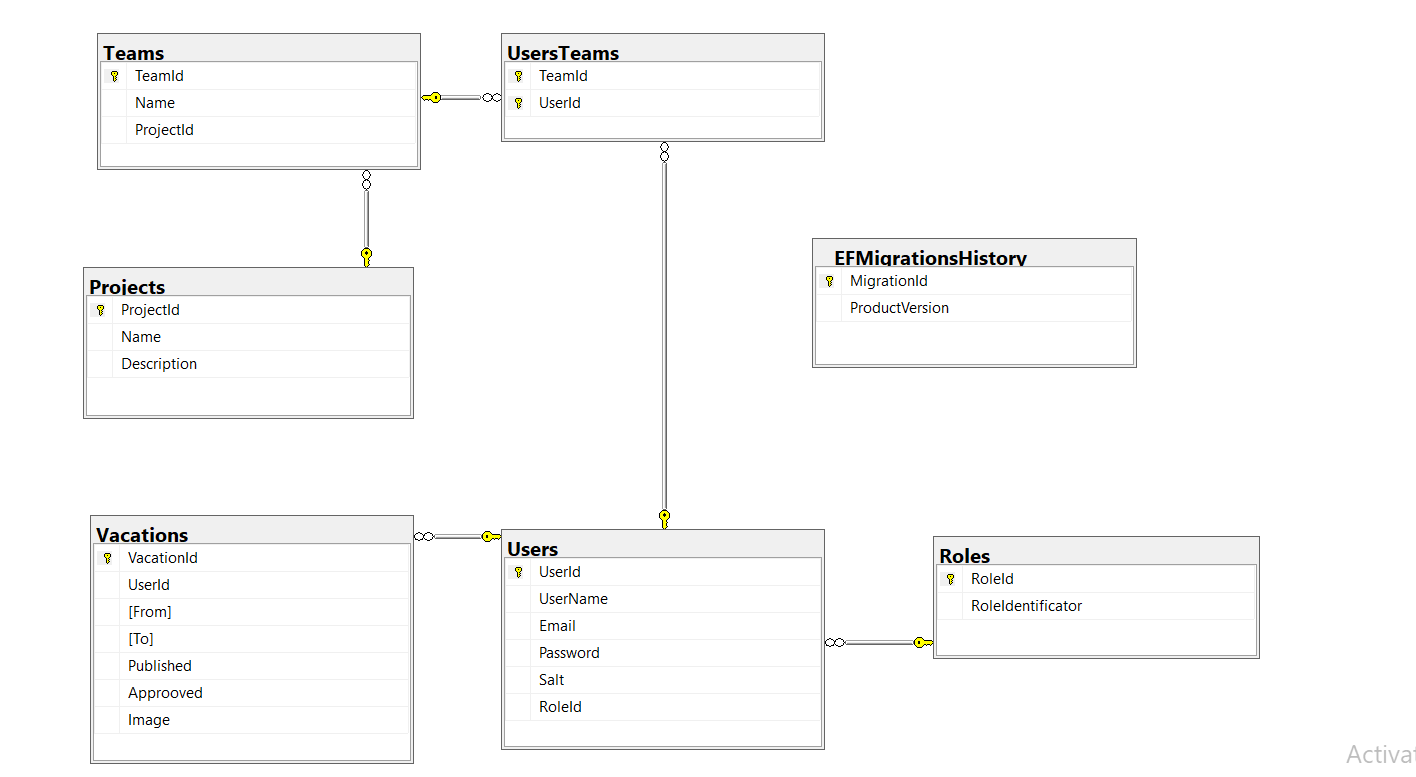 Teams
TeamId
Name
ProjectId
UsersTeams
TeamId
UserId
EFMigrationsHistory
MigrationId
ProductVersion
Projects
ProjectId
Name
Description
Vacations
VacationId
UserId
[From]
[To]
Published
Approoved
Image
Users
UserId
UserName
Email
Password
Salt
RoleId
Roles
RoleId
RoleIdentificator
Activat